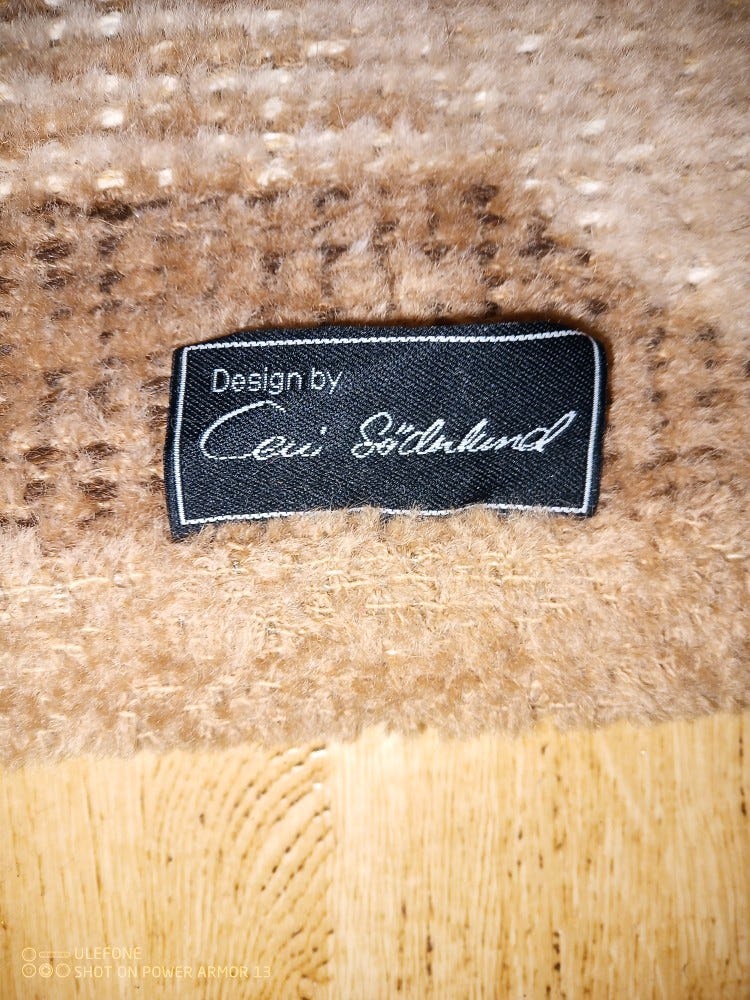 Design by
Ceci Söderlund
ULEFONE
SHOT ON POWER ARMOR 13